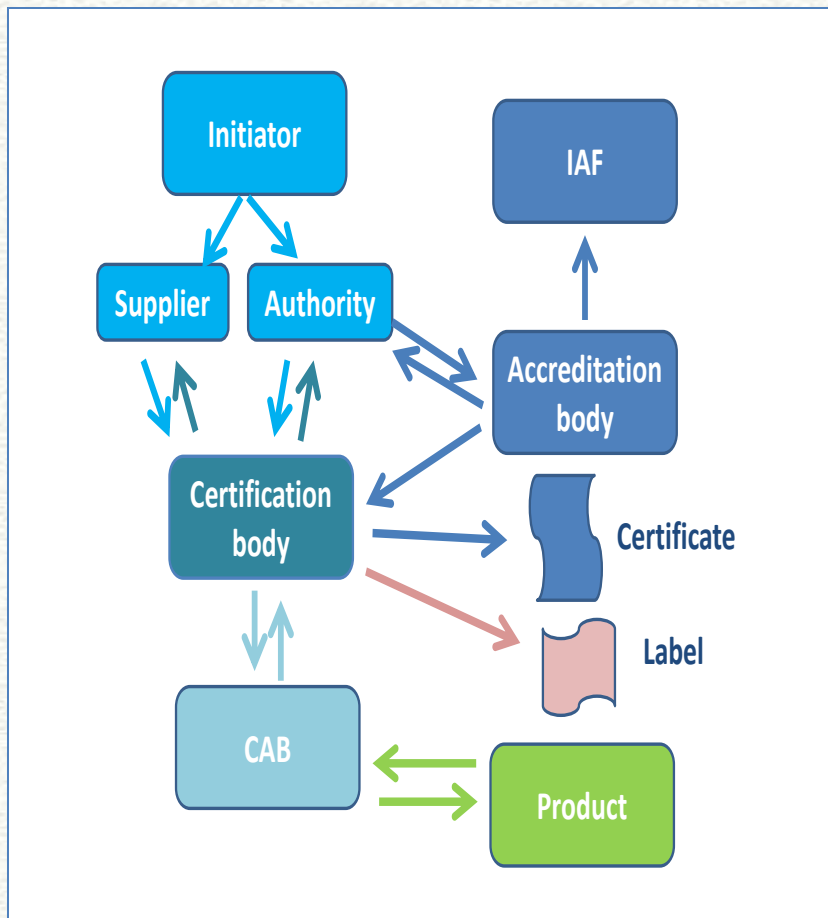 Initiator
IAF
Supplier
Authority
Accreditation
body
Certification
body
Certificate
Label
CAB
Product